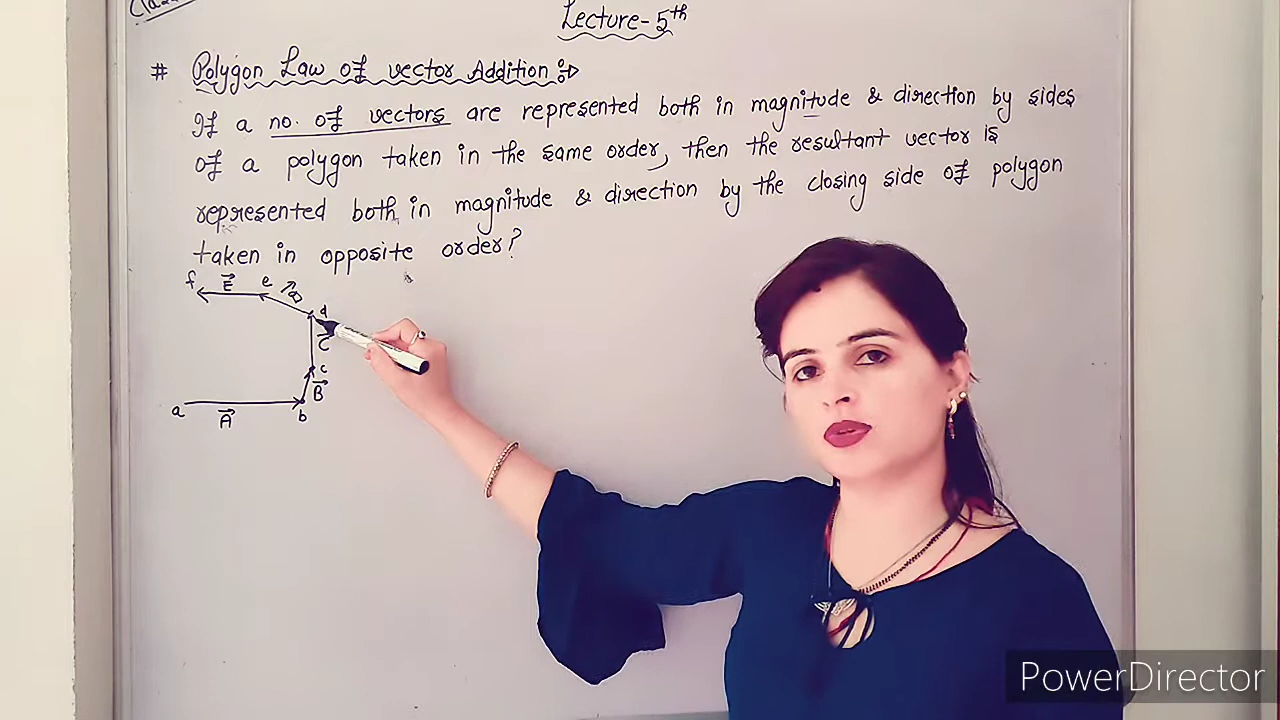 Lecture-5th
# Polygon Law Of vector Addition :->
If a no. of vectors are represented both in magnitude & direction by sides
of a polygon taken in the same order, then the resultant vector is
represented both in magnitude & direction by the closing side of polygon
taken in opposite order?
f E e D
d
C
c
B
a A b
PowerDirector